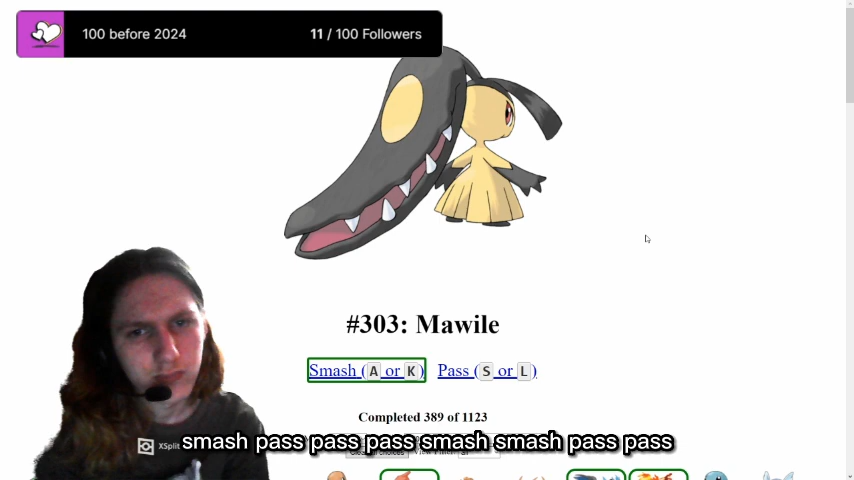 100 before 2024 11 / 100 Followers
#303: Mawile
Smash (A or K) Pass (S or L)
Completed 389 of 1123
XSplit
smash pass pass pass smash smash pass pass